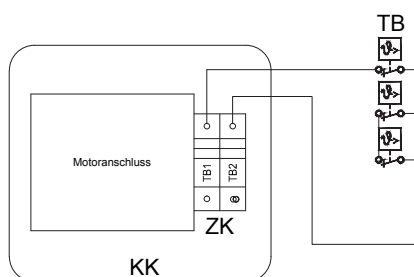 TB
ϑ>
ϑ>
ϑ>
Motoranschluss
TB1
TB2
ZK
KK